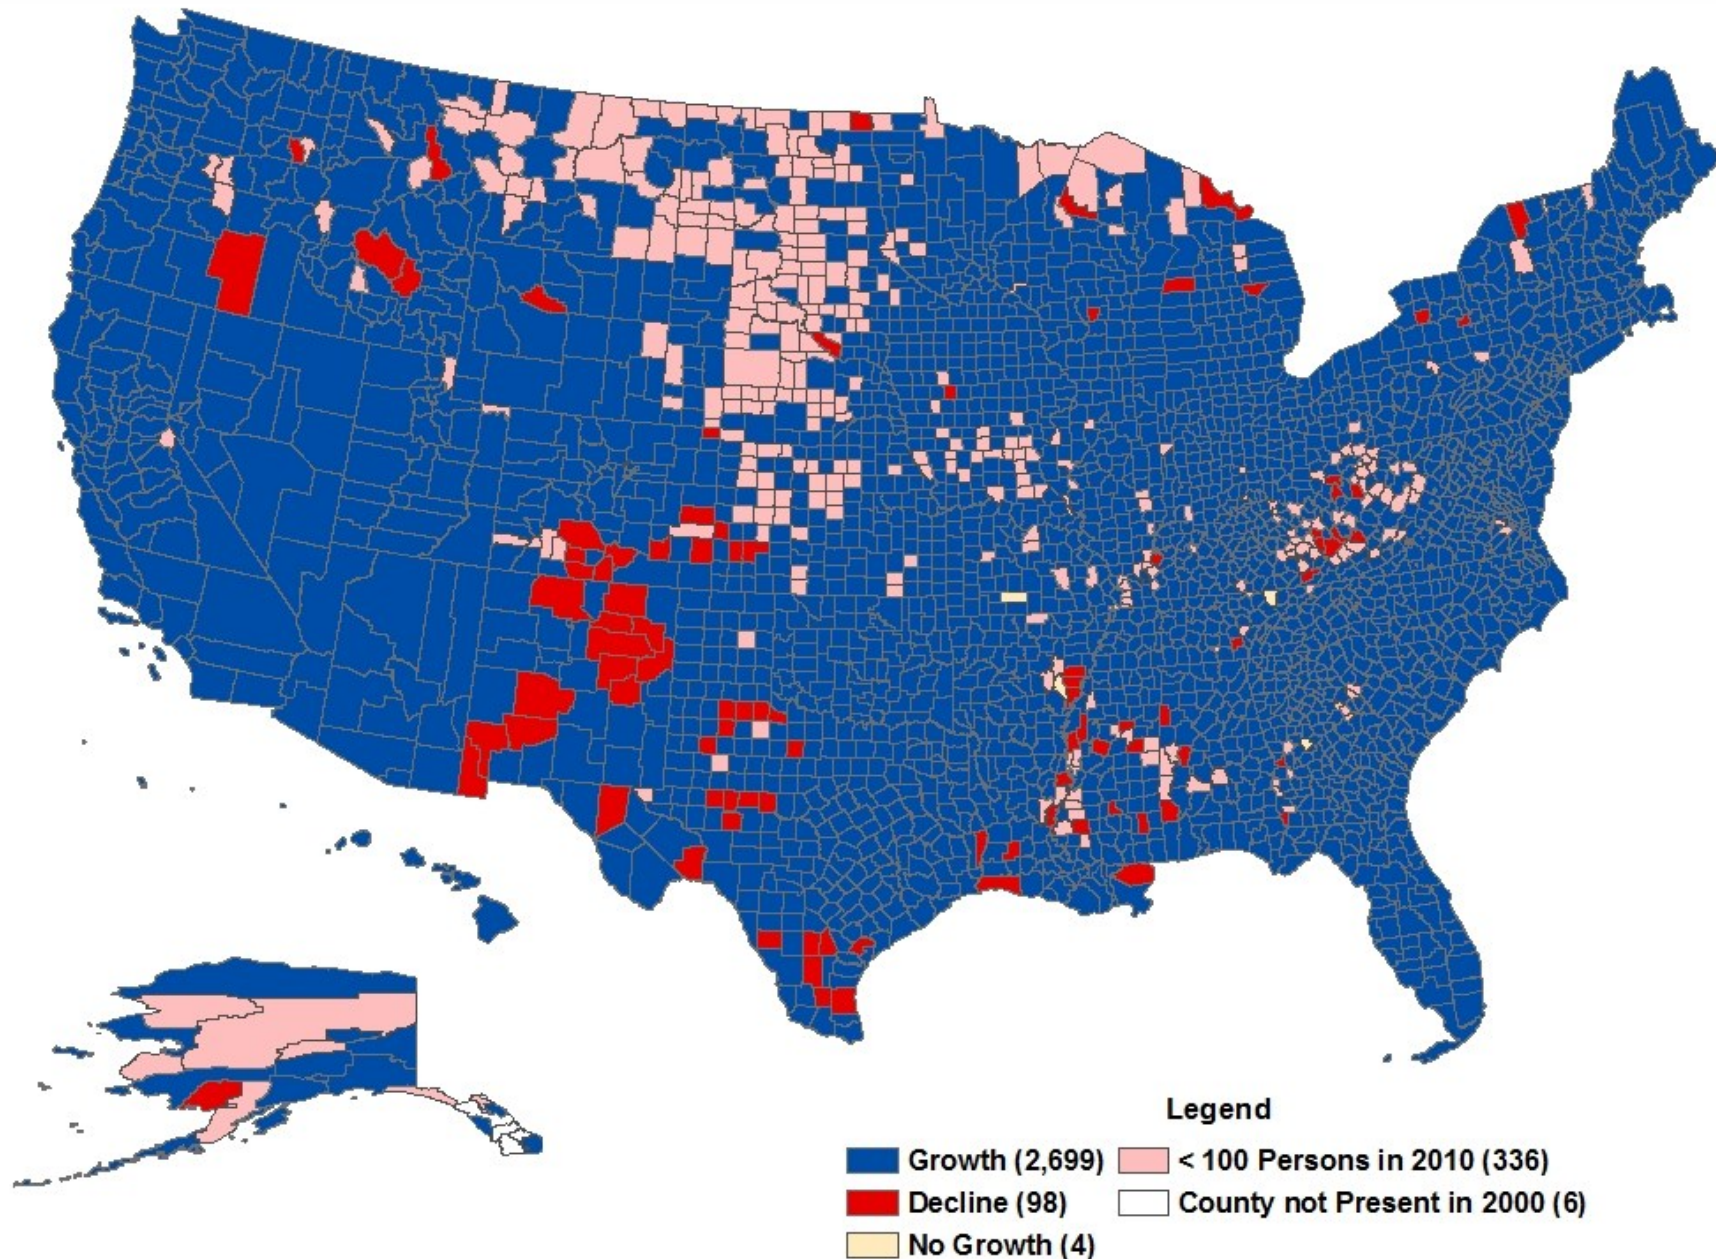 Legend
Growth (2,699)
< 100 Persons in 2010 (336)
Decline (98)
County not Present in 2000 (6)
No Growth (4)